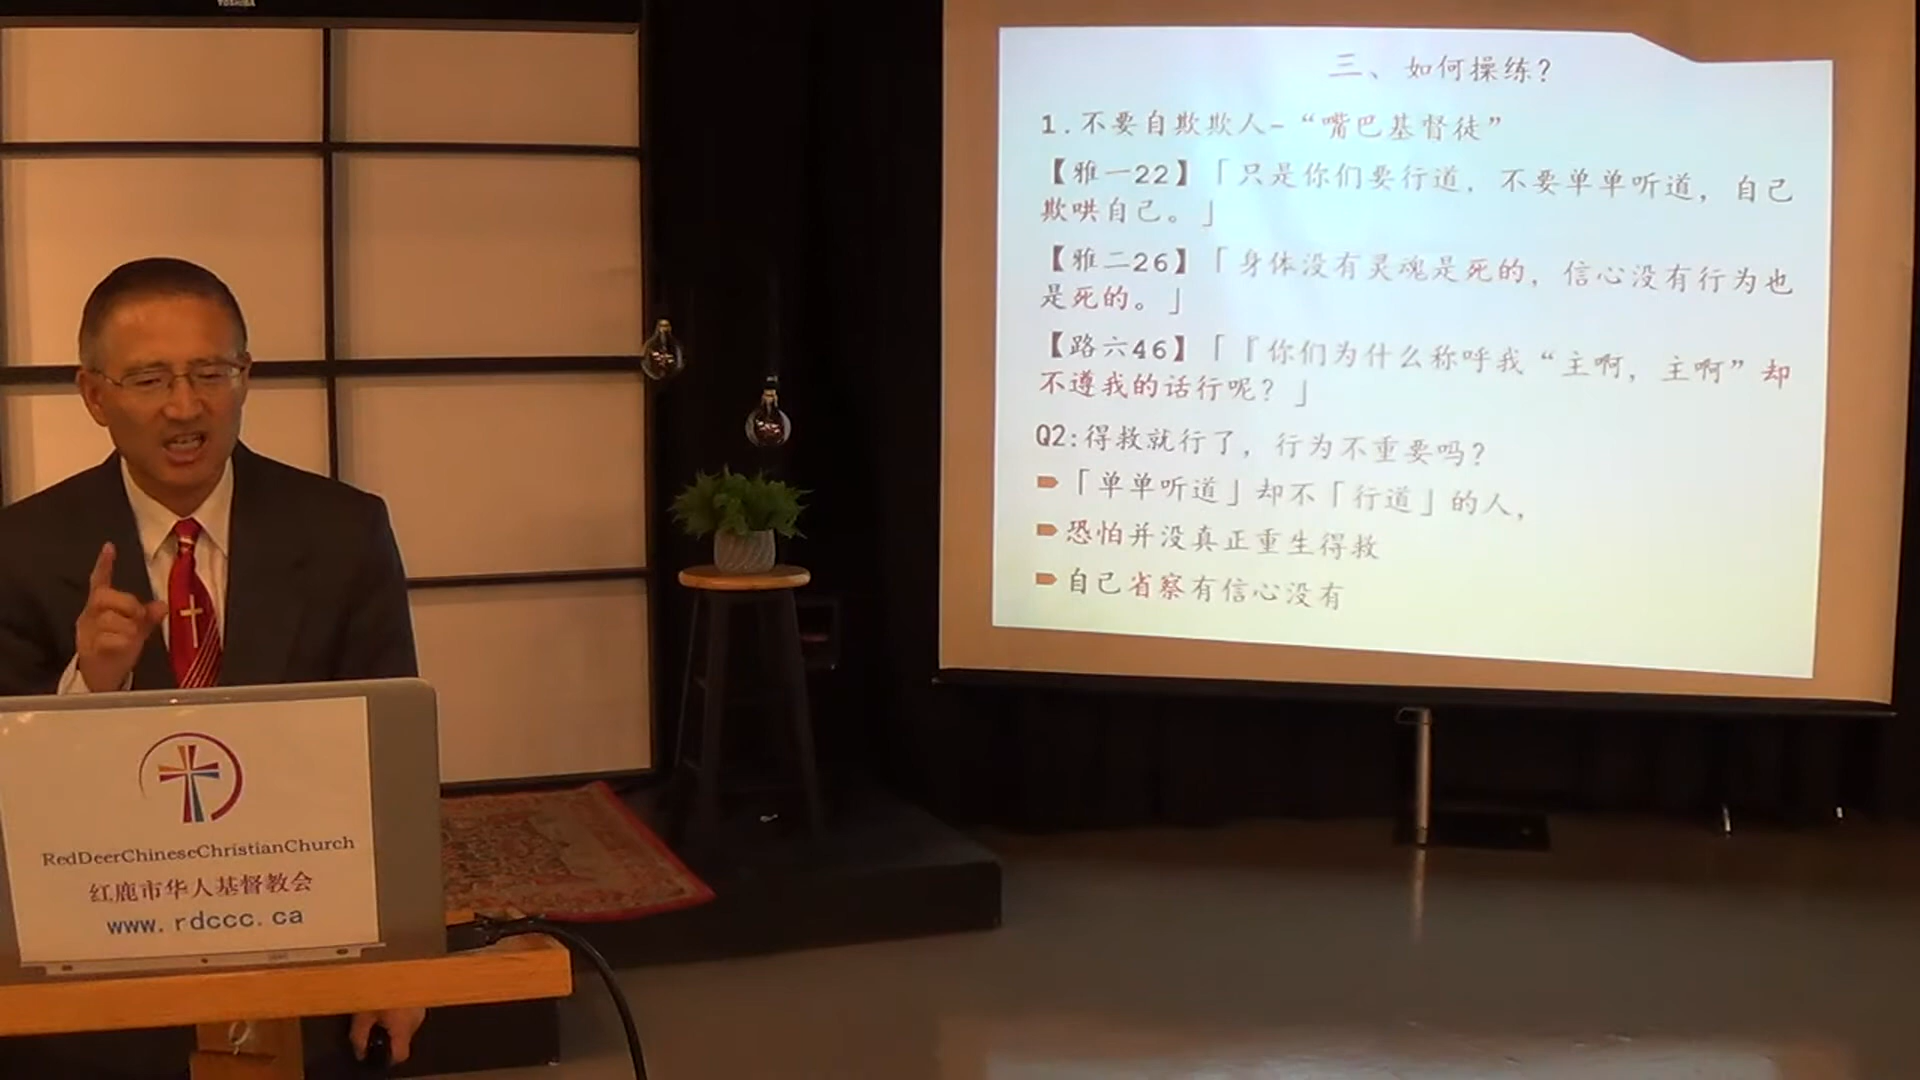 TOSHIBA
三、如何操练?
1.不要自欺欺人-“嘴巴基督徒”
【雅一22】「只是你们要行道，不要单单听道，自己
欺哄自己。」
【雅二26】「身体没有灵魂是死的，信心没有行为也
是死的。」
【路六46】「『你们为什么称呼我“主啊，主啊”却
不遵我的话行呢？」
Q2:得救就行了，行为不重要吗?
「单单听道」却不「行道」的人，
恐怕并没真正重生得救
自己省察有信心没有
RedDeerChineseChristianChurch
红鹿市华人基督教会
www.rdccc.ca